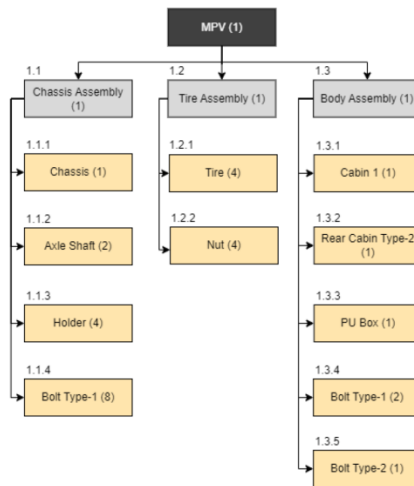 MPV (1)
1.1
Chassis Assembly
(1)
1.2
Tire Assembly (1)
1.3
Body Assembly (1)
1.1.1
Chassis (1)
1.1.2
Axle Shaft (2)
1.1.3
Holder (4)
1.1.4
Bolt Type-1 (8)
1.2.1
Tire (4)
1.2.2
Nut (4)
1.3.1
Cabin 1 (1)
1.3.2
Rear Cabin Type-2
(1)
1.3.3
PU Box (1)
1.3.4
Bolt Type-1 (2)
1.3.5
Bolt Type-2 (1)